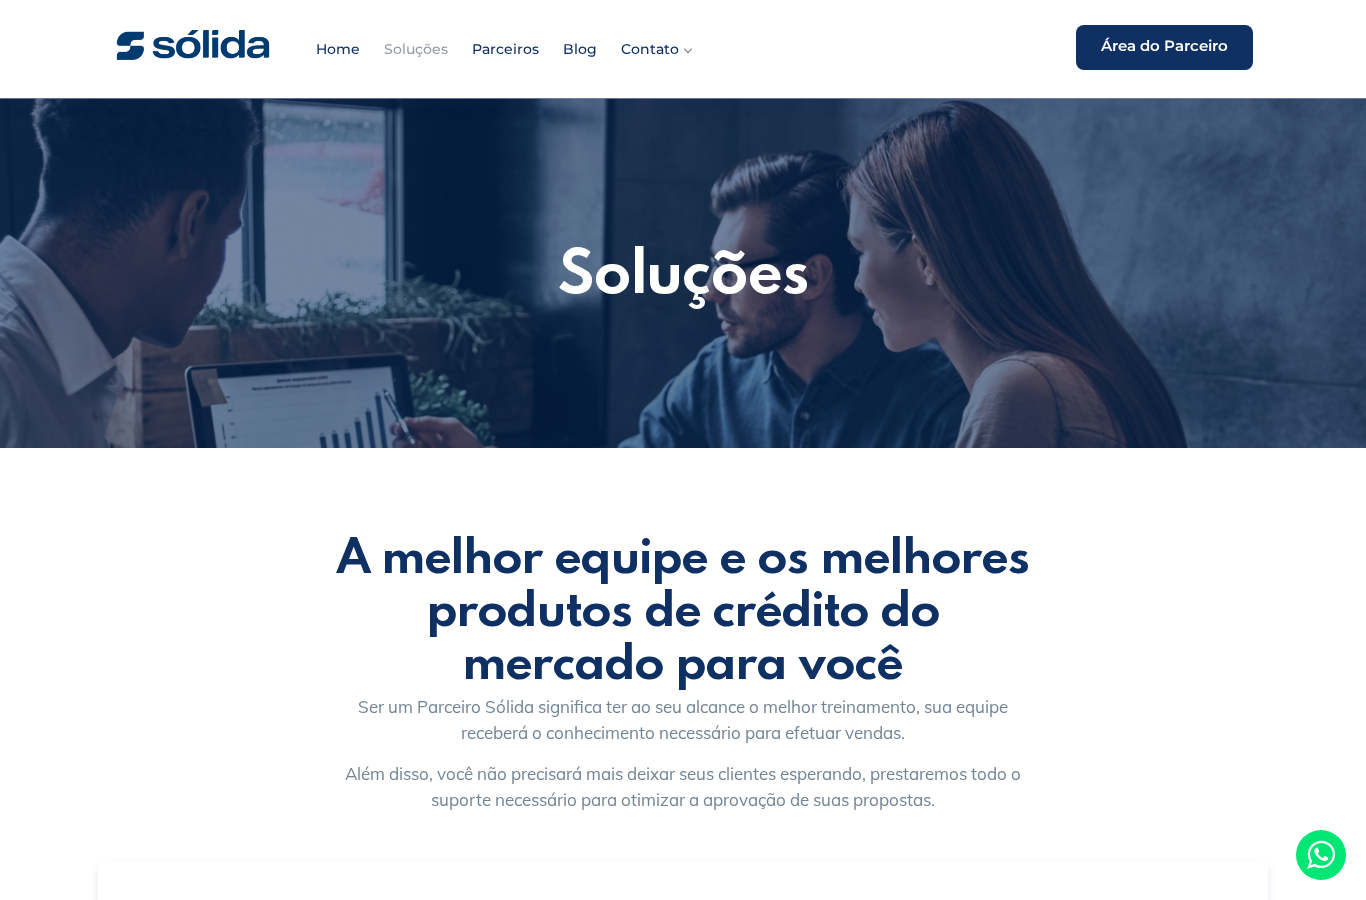 sólida
Home
Soluções
Parceiros
Blog
Contato
Área do Parceiro
Soluções
A melhor equipe e os melhores
produtos de crédito do
mercado para você
Ser um Parceiro Sólida significa ter ao seu alcance o melhor treinamento, sua equipe
receberá o conhecimento necessário para efetuar vendas.
Além disso, você não precisará mais deixar seus clientes esperando, prestaremos todo o
suporte necessário para otimizar a aprovação de suas propostas.